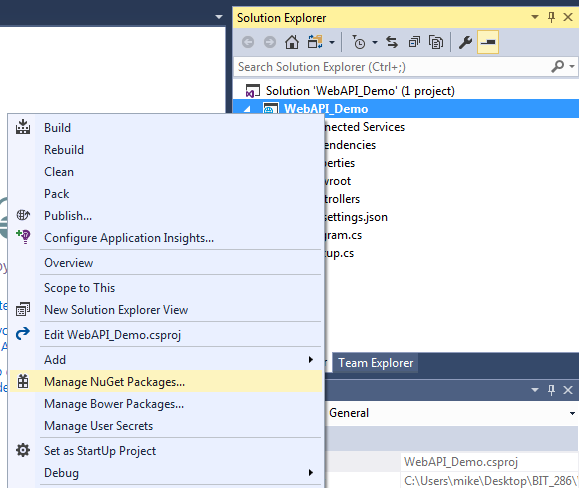 Solution Explorer
Search Solution Explorer (Ctrl+;)
Solution 'WebAPI_Demo' (1 project)
WebAPI_Demo
nnected Services
endencies
perties
wroot
trollers
settings.json
gram.cs
tup.cs
Build
Rebuild
Clean
Pack
Publish...
Configure Application Insights...
Overview
Scope to This
New Solution Explorer View
Edit WebAPI_Demo.csproj
Add
Manage NuGet Packages...
Manage Bower Packages...
Manage User Secrets
Set as StartUp Project
Debug
Team Explorer
General
WebAPI_Demo.csproj
C:\Users\mike\Desktop\BIT_286\